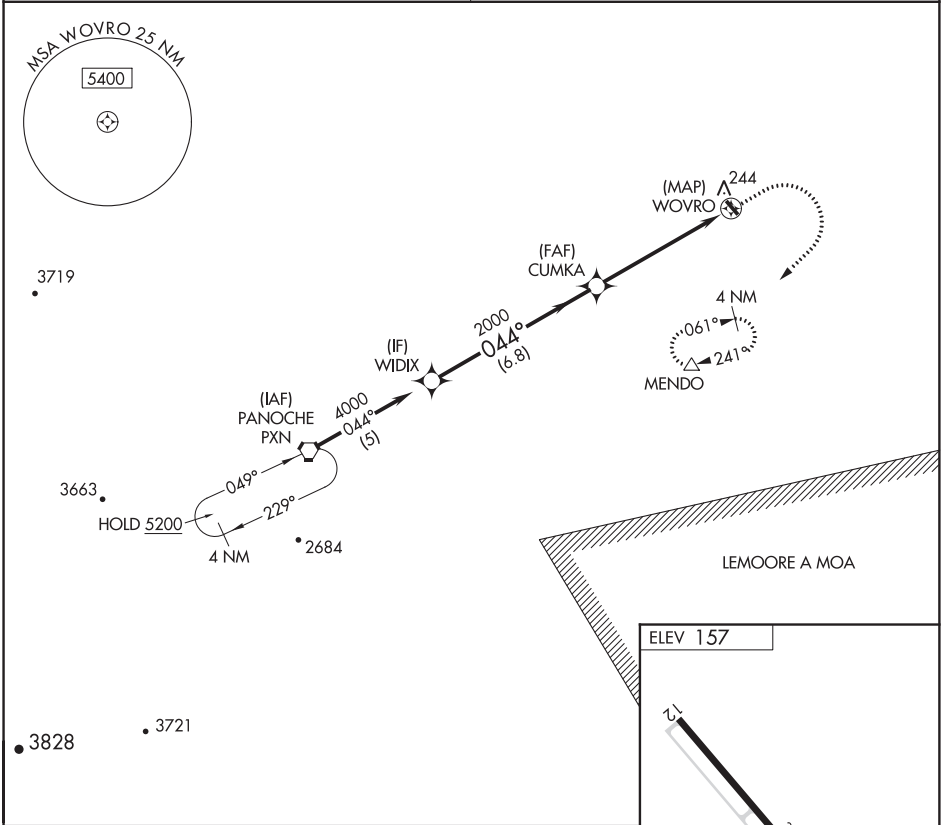 MSA WOVRO 25 NM
5400
244
(MAP)
WOVRO
(FAF)
CUMKA
3719
4 NM
061°
241°
MENDO
2000
044°
(6.8)
(IF)
WIDIX
(IAF)
PANOCHE
PXN
4000
044°
(5)
049°
229°
3663
HOLD 5200
4 NM
2684
LEMOORE A MOA
ELEV 157
12
3721
3828